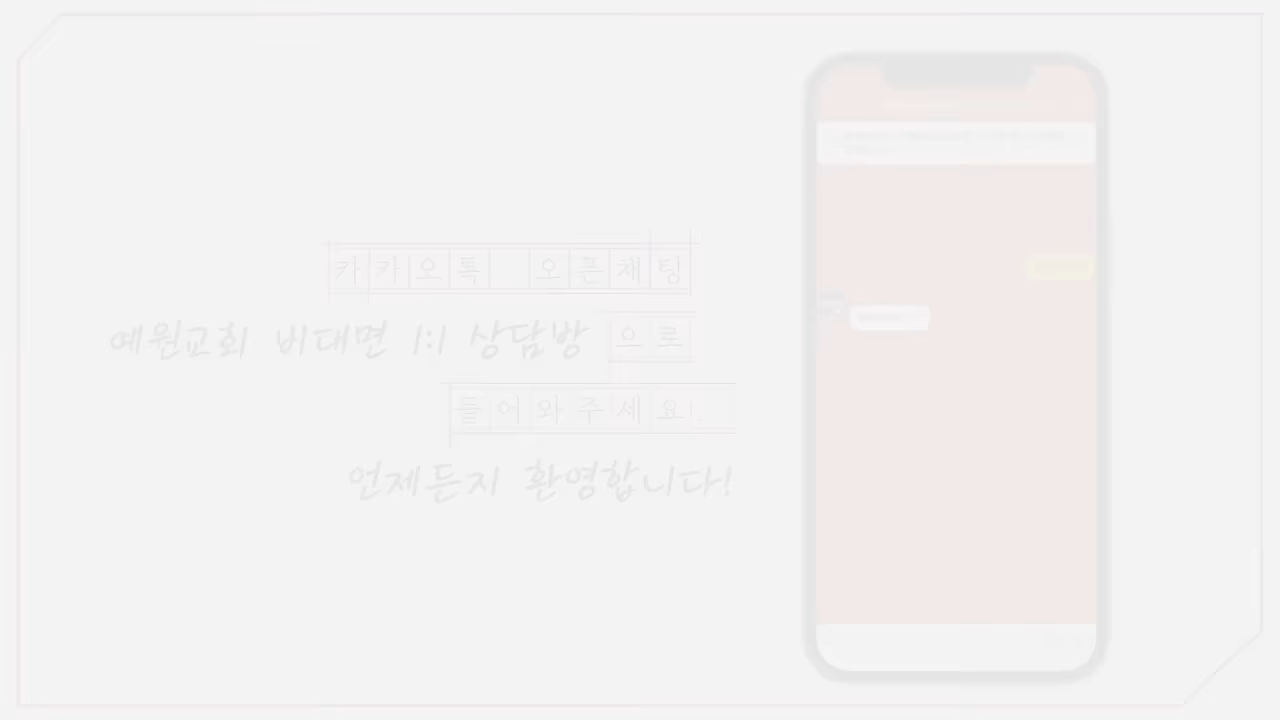 카카오톡 오픈채팅
예원교회 비대면 1:1 상담방 으로
들어와주세요.
언제든지 환영합니다!